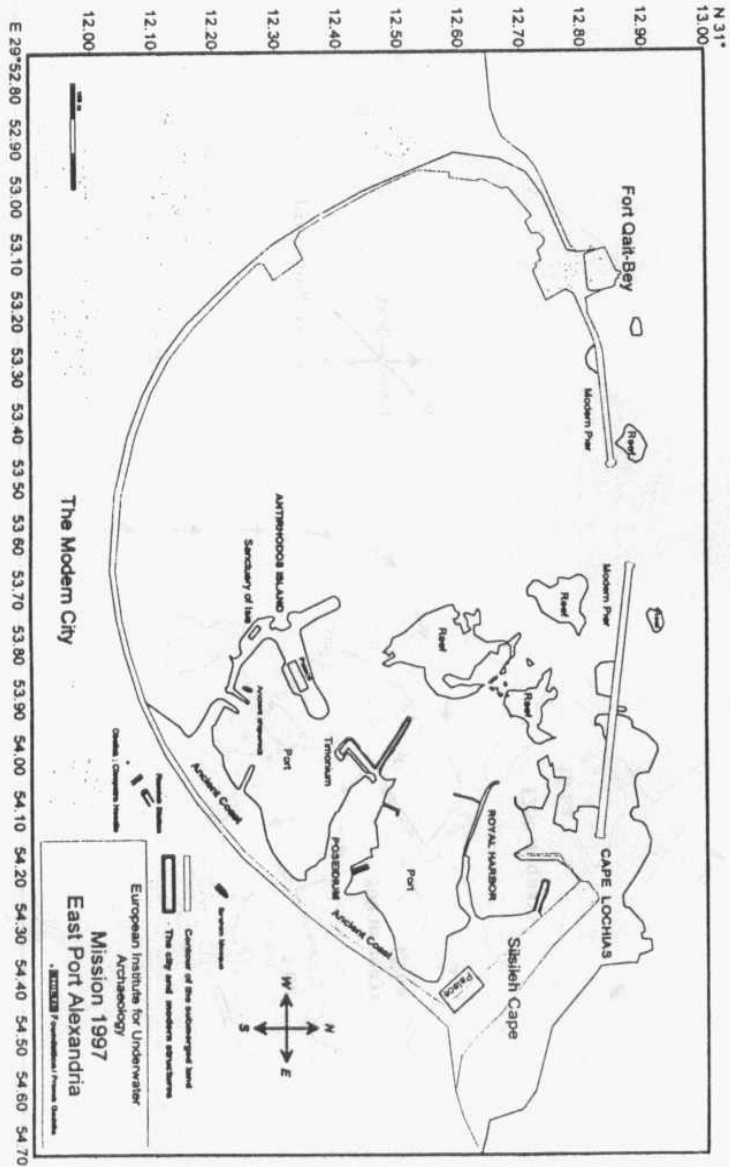 N 31°
13.00
12.90
12.80
12.70
12.60
12.50
12.40
12.30
12.20
12.10
12.00
E 29°52.80 52.90 53.00 53.10 53.20 53.30 53.40 53.50 53.60 53.70 53.80 53.90 54.00 54.10 54.20 54.30 54.40 54.50 54.60 54.70
Fort Qait-Bey
Modern Pier
Reef
Modern Pier
Reef
Reef
Reef
CAPE LOCHIAS
ROYAL HARBOR
Silsileh Cape
Palace
Port
POSEIDIUM
Timonium
Port
ANTIRHODOS ISLAND
Sanctuary of Isis
Ancient shipwreck
Ancient Coast
Ancient Coast
The Modern City
N
W
E
S
Contour of the submerged land
The city and modern structures
European Institute for Underwater
Archaeology
Mission 1997
East Port Alexandria